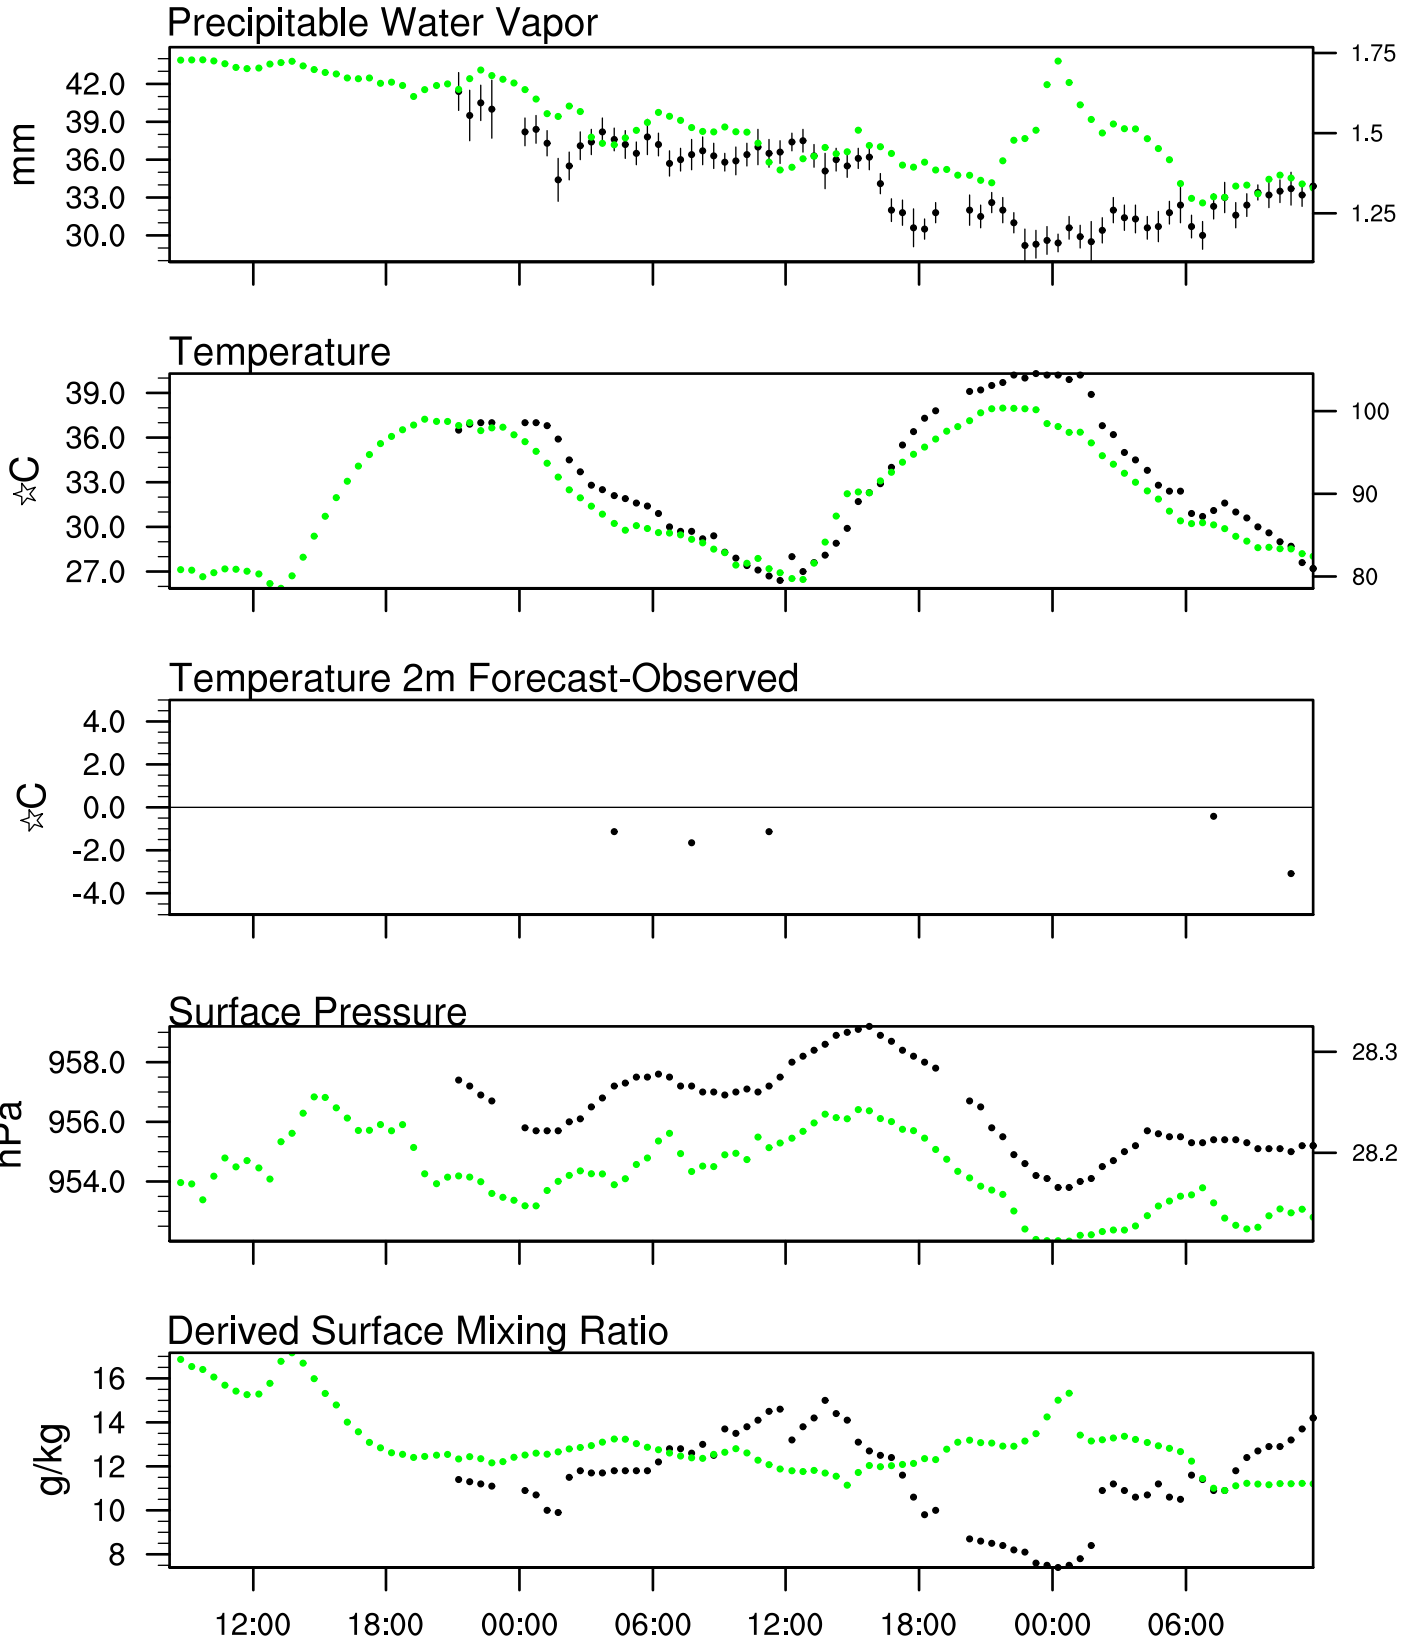 Precipitable Water Vapor
42.0
39.0
36.0
33.0
30.0
mm
1.75
1.5
1.25
Temperature
39.0
36.0
33.0
30.0
27.0
☆C
100
90
80
Temperature 2m Forecast-Observed
4.0
2.0
0.0
-2.0
-4.0
☆C
Surface Pressure
958.0
956.0
954.0
hPa
28.3
28.2
Derived Surface Mixing Ratio
16
14
12
10
8
g/kg
12:00 18:00 00:00 06:00 12:00 18:00 00:00 06:00